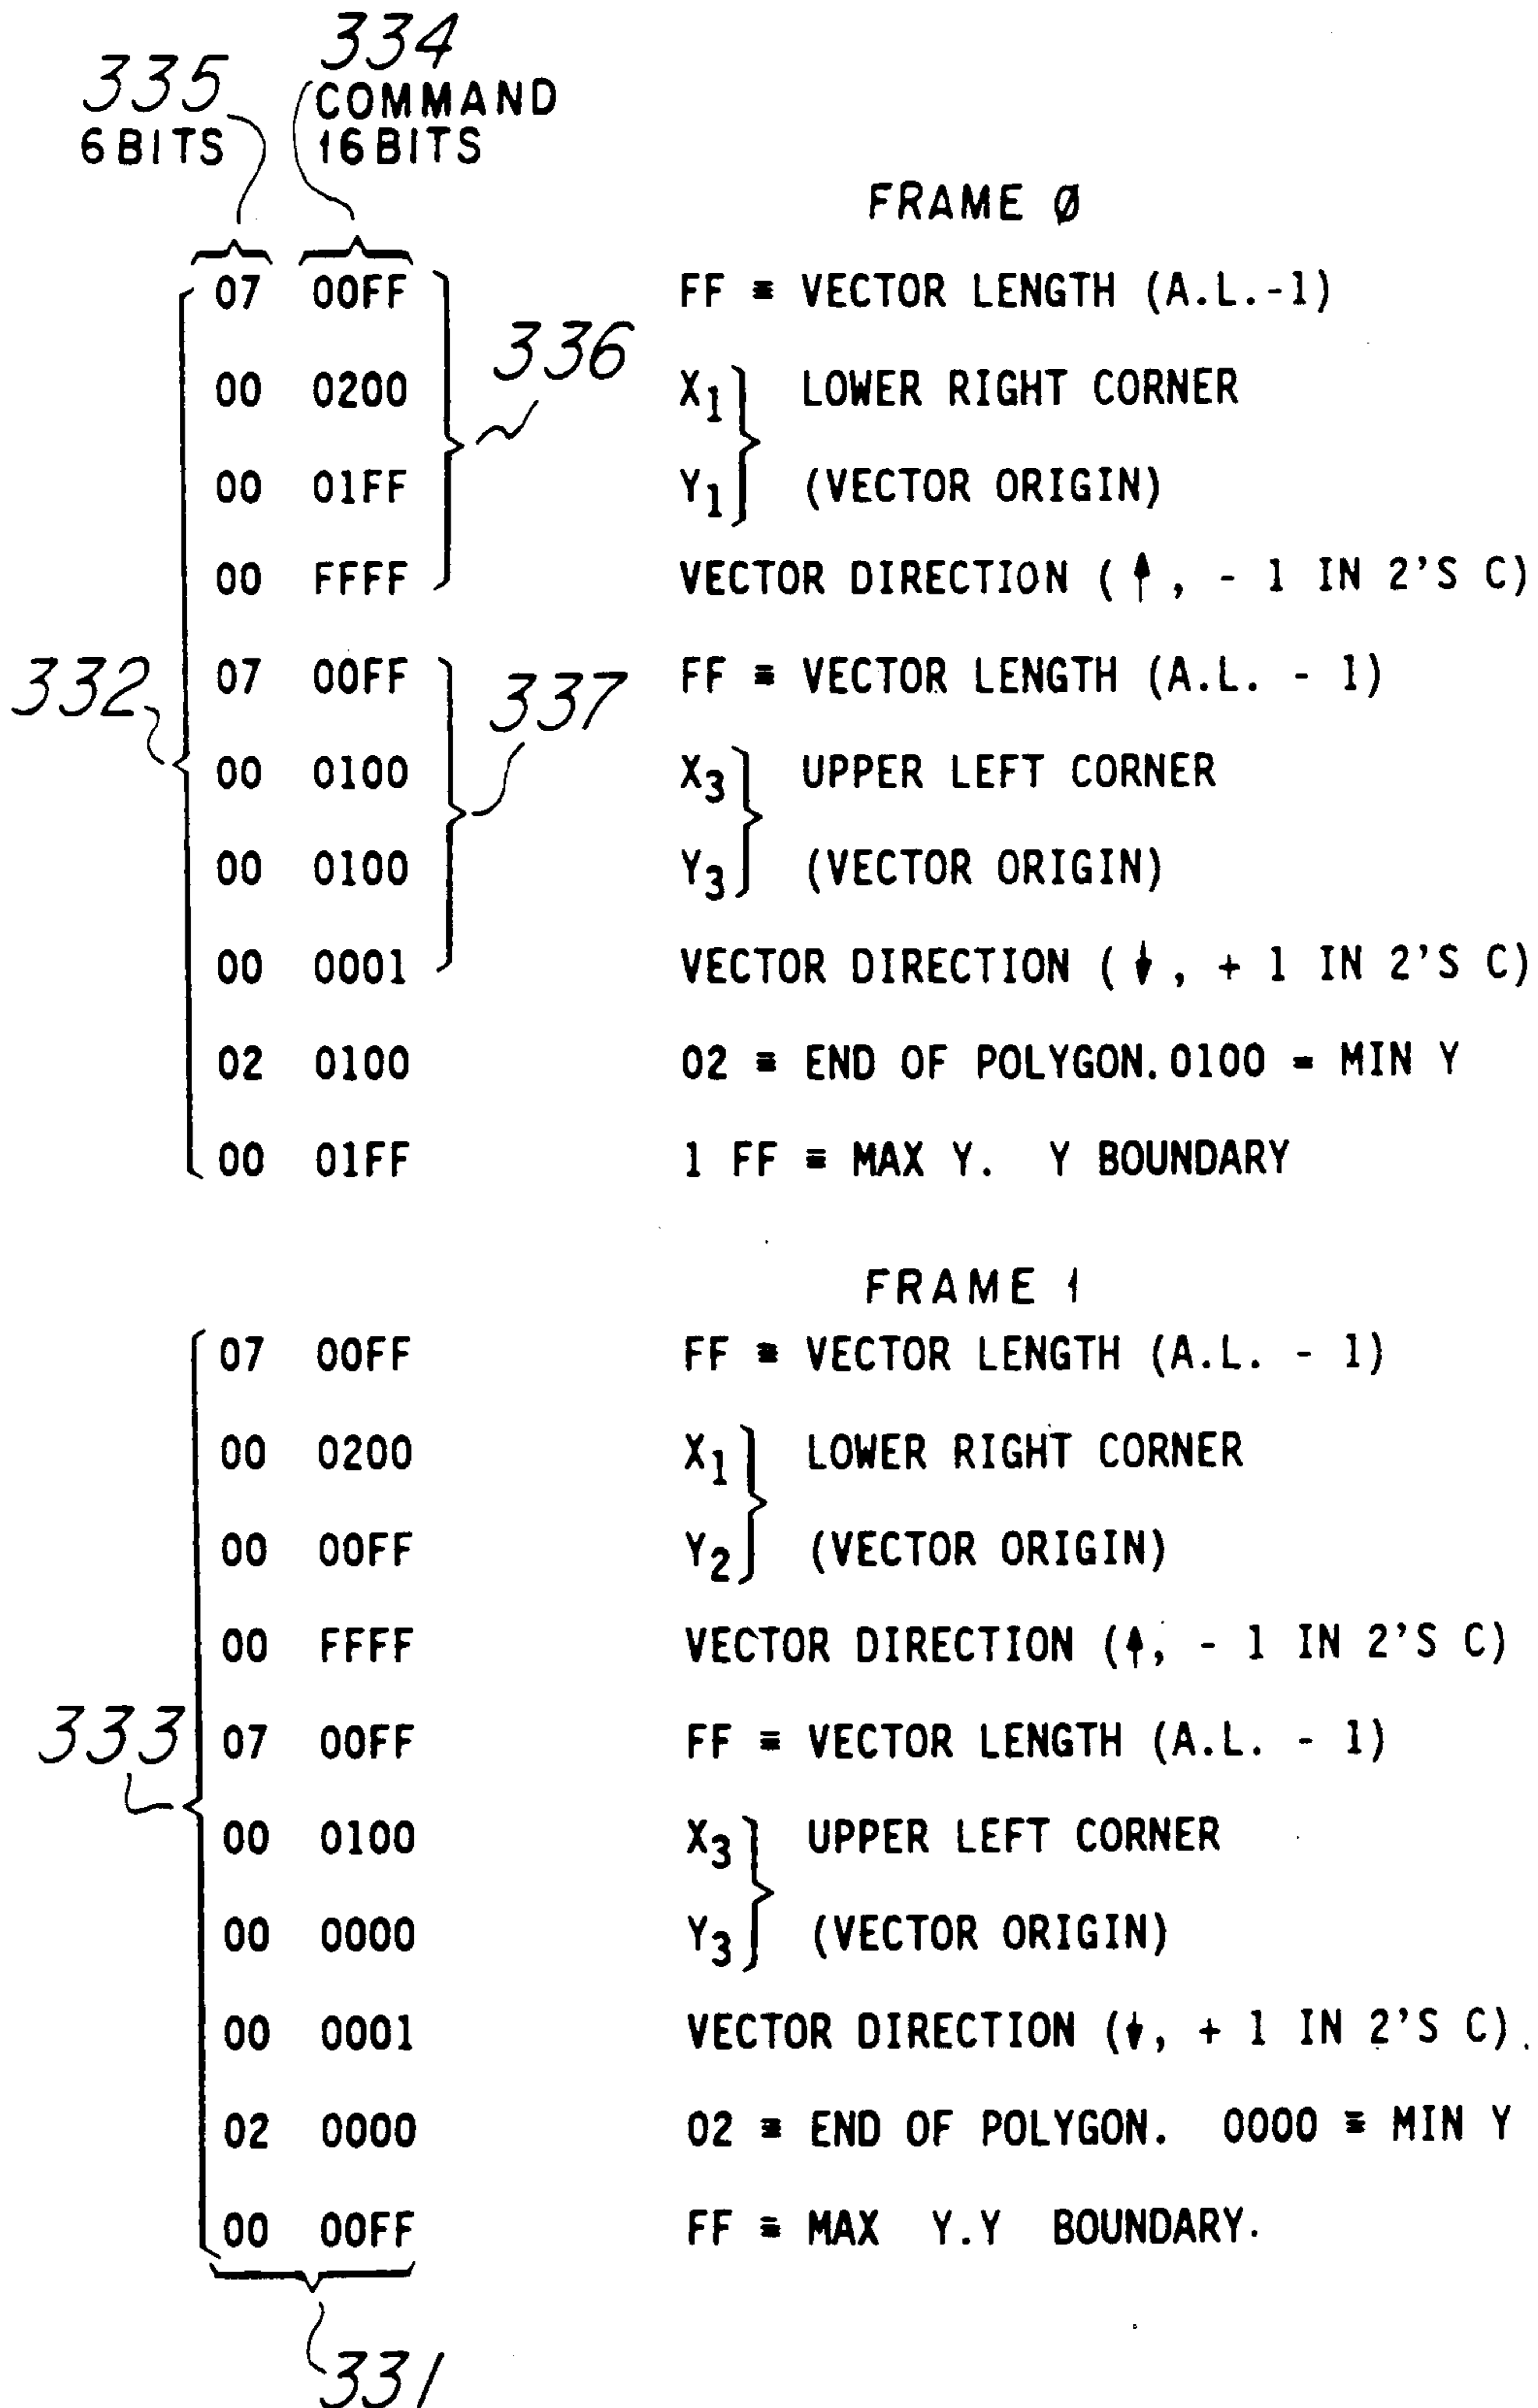 334
335 COMMAND
6 BITS 16 BITS
FRAME Ø
07 00FF FF ≡ VECTOR LENGTH (A.L.-1)
336
00 0200 X1 LOWER RIGHT CORNER
00 01FF Y1 (VECTOR ORIGIN)
00 FFFF VECTOR DIRECTION (↑, - 1 IN 2'S C)
332 07 00FF 337 FF ≡ VECTOR LENGTH (A.L. - 1)
00 0100 X3 UPPER LEFT CORNER
00 0100 Y3 (VECTOR ORIGIN)
00 0001 VECTOR DIRECTION (↓, + 1 IN 2'S C)
02 0100 02 ≡ END OF POLYGON. 0100 = MIN Y
00 01FF 1 FF ≡ MAX Y. Y BOUNDARY
FRAME 1
07 00FF FF ≡ VECTOR LENGTH (A.L. - 1)
00 0200 X1 LOWER RIGHT CORNER
00 00FF Y2 (VECTOR ORIGIN)
00 FFFF VECTOR DIRECTION (↑, - 1 IN 2'S C)
333 07 00FF FF ≡ VECTOR LENGTH (A.L. - 1)
00 0100 X3 UPPER LEFT CORNER
00 0000 Y3 (VECTOR ORIGIN)
00 0001 VECTOR DIRECTION (↓, + 1 IN 2'S C).
02 0000 02 ≡ END OF POLYGON. 0000 ≡ MIN Y
00 00FF FF ≡ MAX Y.Y BOUNDARY.
331